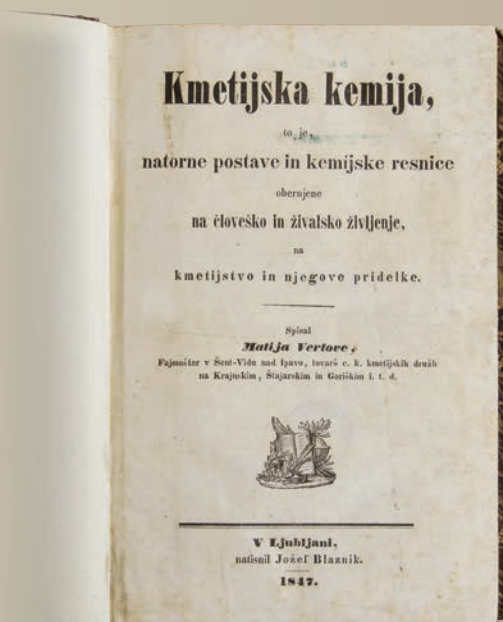 Kmetijska kemija,
to je,
natorne postave in kemijske resnice
obernjene
na človeško in živalsko življenje,
na
kmetijstvo in njegove pridelke.
Spisal
Matija Vertovc,
Fajmošter v Šent-Vidu nad Ipavo, tovarš c. k. kmetijskih družb
na Krajnskim, Štajarskim in Goriškim i. t. d.
V Ljubljani,
natisnil Jožef Blaznik.
1847.